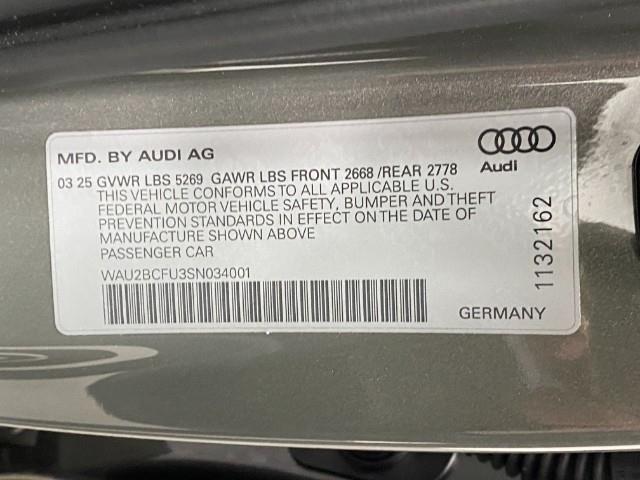 MFD. BY AUDI AG
Audi
03 25 GVWR LBS 5269 GAWR LBS FRONT 2668 /REAR 2778
THIS VEHICLE CONFORMS TO ALL APPLICABLE U.S.
FEDERAL MOTOR VEHICLE SAFETY, BUMPER AND THEFT
PREVENTION STANDARDS IN EFFECT ON THE DATE OF
MANUFACTURE SHOWN ABOVE
PASSENGER CAR
WAU2BCFU3SN034001
1132162
GERMANY